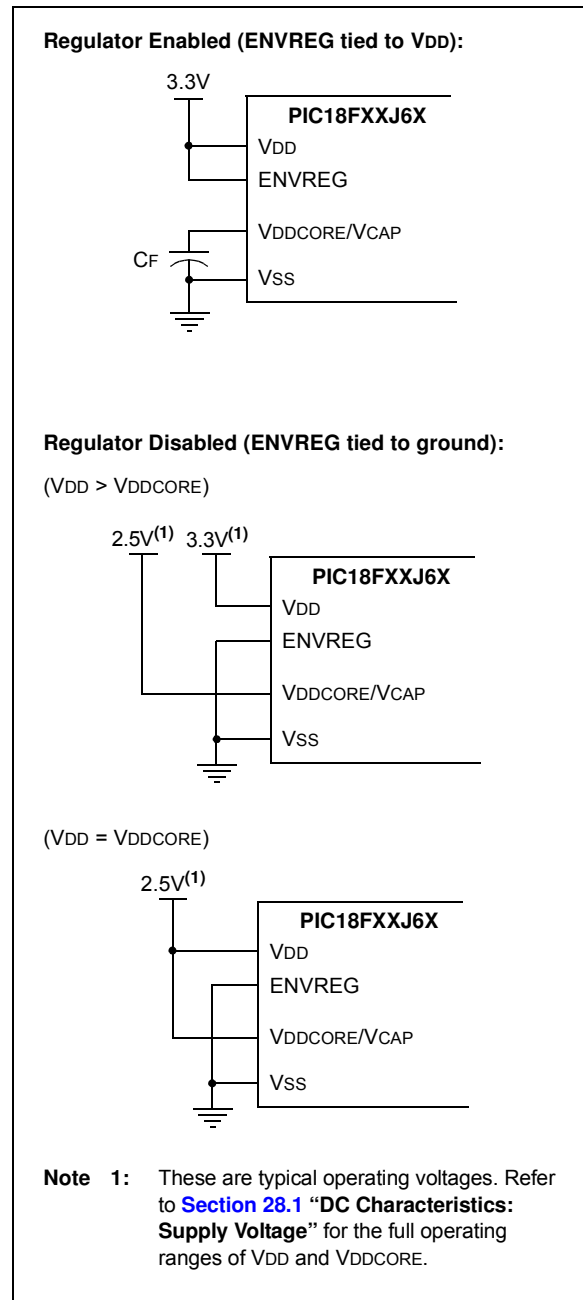 Regulator Enabled (ENVREG tied to VDD):
3.3V
PIC18FXXJ6X
VDD
ENVREG
VDDCORE/VCAP
CF
VSS
Regulator Disabled (ENVREG tied to ground):
(VDD > VDDCORE)
2.5V(1) 3.3V(1)
PIC18FXXJ6X
VDD
ENVREG
VDDCORE/VCAP
VSS
(VDD = VDDCORE)
2.5V(1)
PIC18FXXJ6X
VDD
ENVREG
VDDCORE/VCAP
VSS
Note 1: These are typical operating voltages. Refer
to Section 28.1 “DC Characteristics:
Supply Voltage” for the full operating
ranges of VDD and VDDCORE.